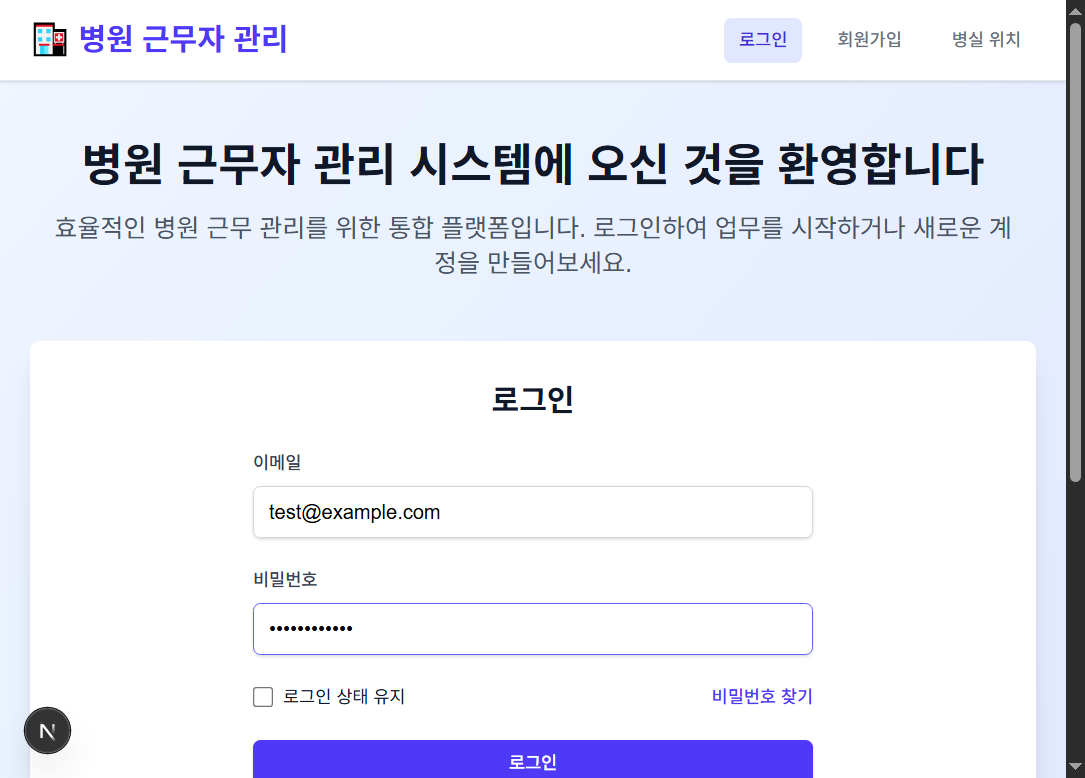 병원 근무자 관리
로그인
회원가입
병실 위치
병원 근무자 관리 시스템에 오신 것을 환영합니다
효율적인 병원 근무 관리를 위한 통합 플랫폼입니다. 로그인하여 업무를 시작하거나 새로운 계
정을 만들어보세요.
로그인
이메일
test@example.com
비밀번호
••••••••••••
로그인 상태 유지
비밀번호 찾기
N
로그인